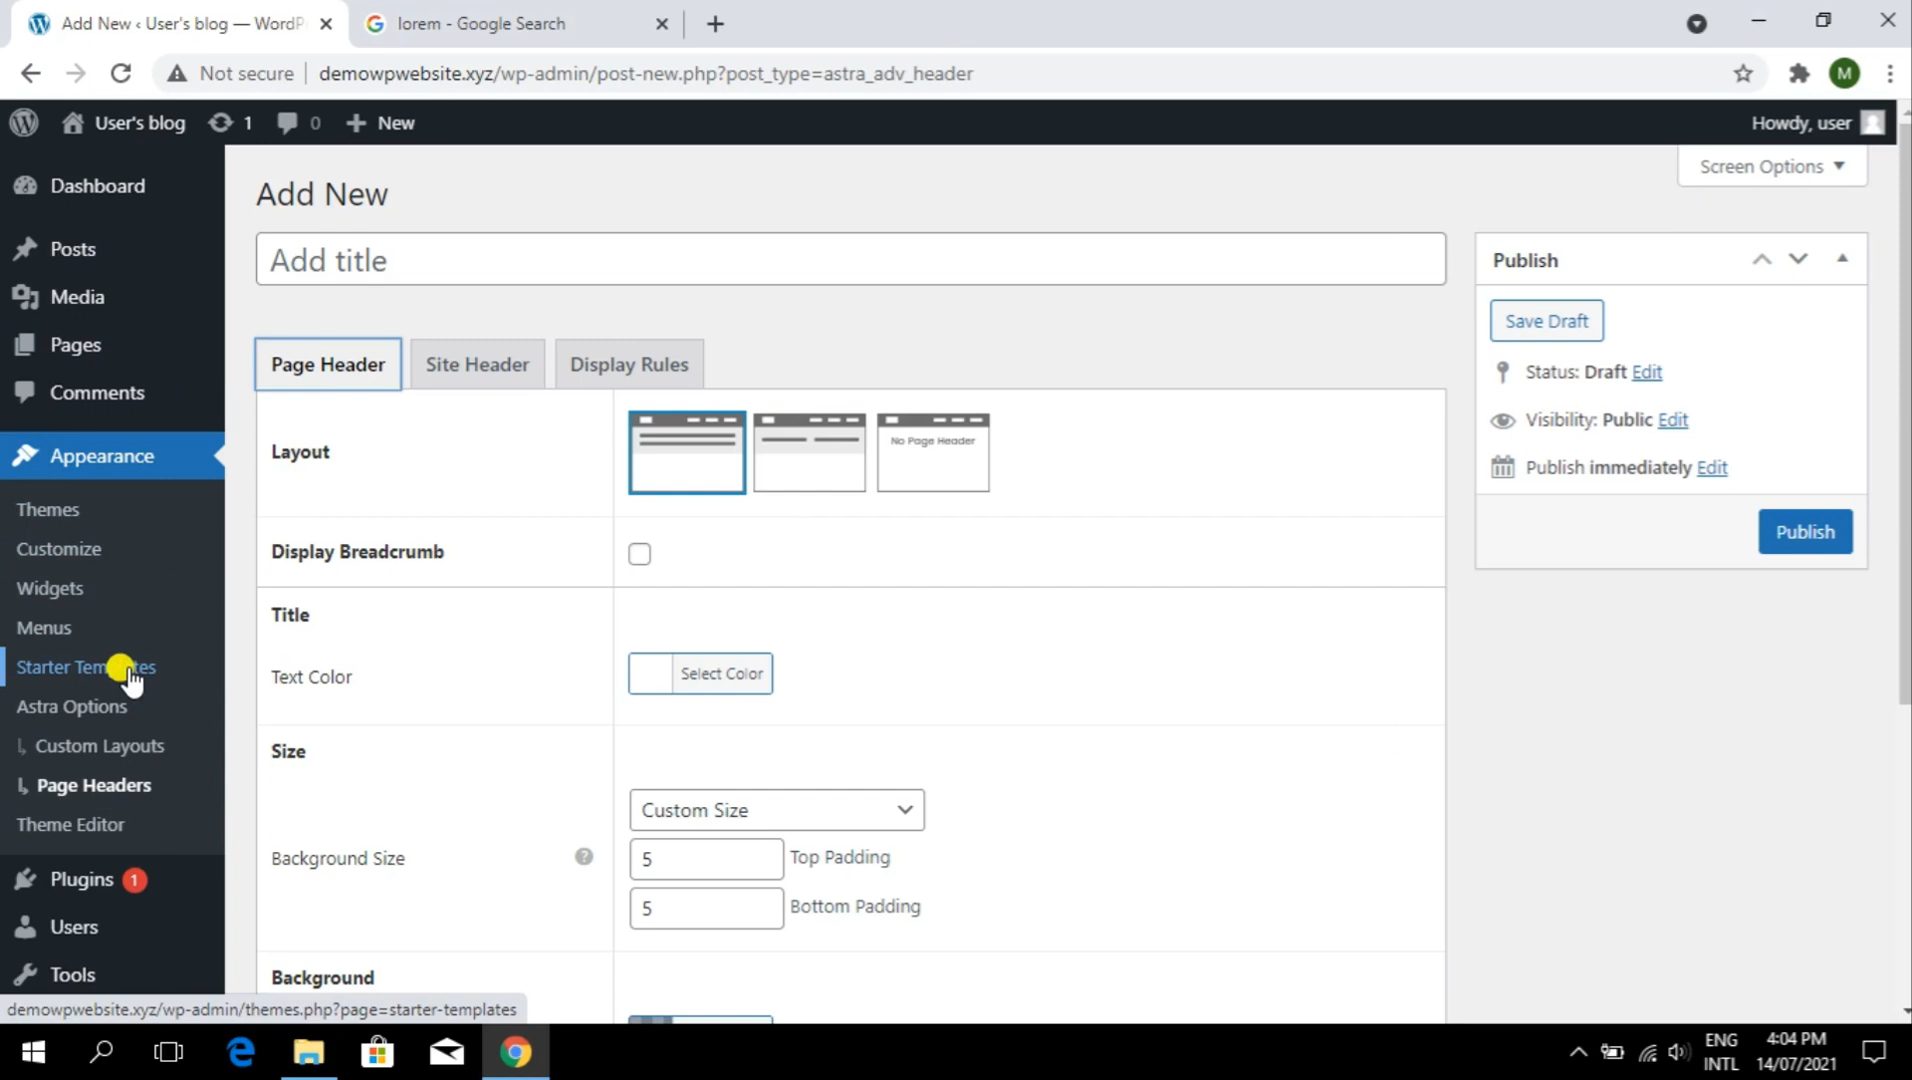 Add New ‹ User's blog — WordP
lorem - Google Search
Not secure
demowpwebsite.xyz/wp-admin/post-new.php?post_type=astra_adv_header
M
User's blog
1
0
New
Howdy, user
Dashboard
Posts
Media
Pages
Comments
Appearance
Themes
Customize
Widgets
Menus
Starter Templates
Astra Options
Custom Layouts
Page Headers
Theme Editor
Plugins 1
Users
Tools
Screen Options
Add New
Add title
Page Header
Site Header
Display Rules
Layout
No Page Header
Display Breadcrumb
Title
Text Color
Select Color
Size
Custom Size
Background Size
?
5 Top Padding
5 Bottom Padding
Background
Publish
Save Draft
Status: Draft Edit
Visibility: Public Edit
Publish immediately Edit
Publish
demowpwebsite.xyz/wp-admin/themes.php?page=starter-templates
ENG
INTL
4:04 PM
14/07/2021